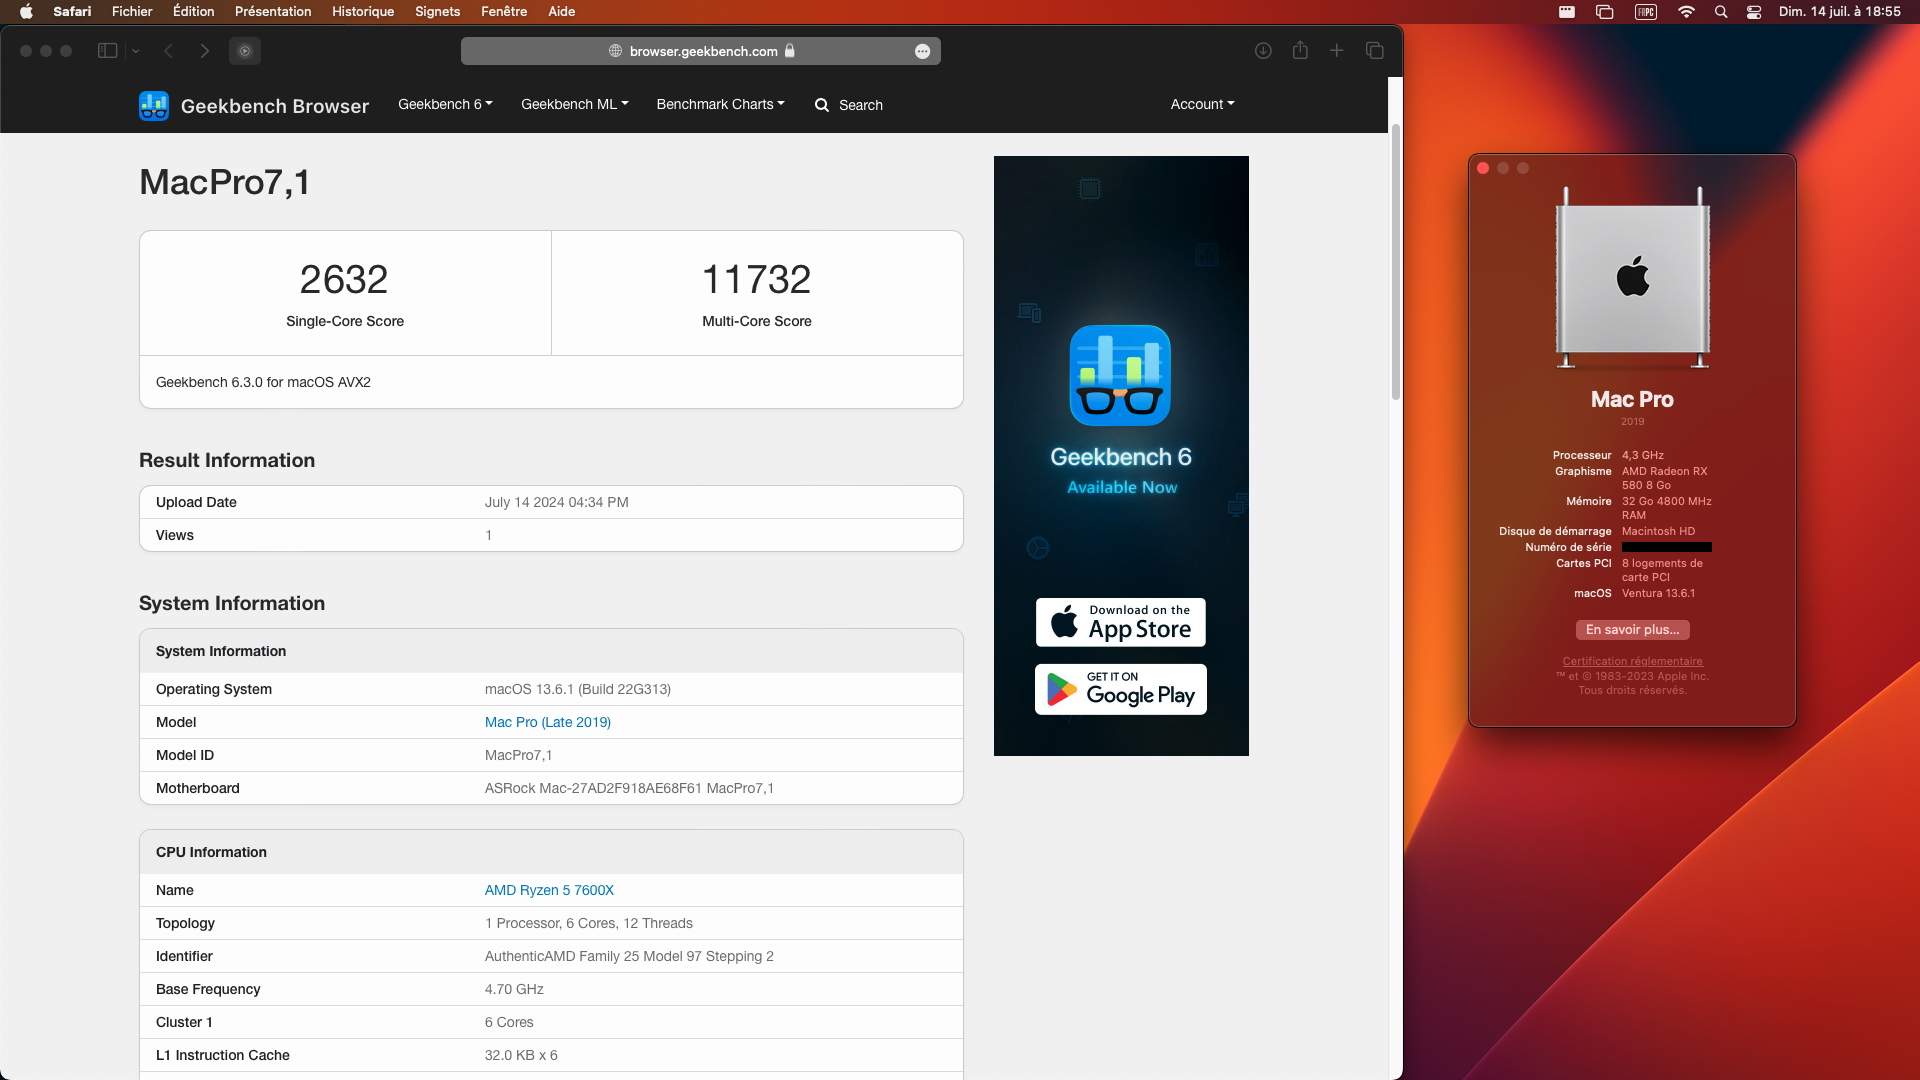 Safari Fichier Édition Présentation Historique Signets Fenêtre Aide
FRPC Dim. 14 juil. à 18:55
browser.geekbench.com
Geekbench Browser Geekbench 6 Geekbench ML Benchmark Charts Search Account
MacPro7,1
2632
Single-Core Score
11732
Multi-Core Score
Geekbench 6.3.0 for macOS AVX2
Result Information
Upload Date July 14 2024 04:34 PM
Views 1
System Information
System Information
Operating System macOS 13.6.1 (Build 22G313)
Model Mac Pro (Late 2019)
Model ID MacPro7,1
Motherboard ASRock Mac-27AD2F918AE68F61 MacPro7,1
CPU Information
Name AMD Ryzen 5 7600X
Topology 1 Processor, 6 Cores, 12 Threads
Identifier AuthenticAMD Family 25 Model 97 Stepping 2
Base Frequency 4.70 GHz
Cluster 1 6 Cores
L1 Instruction Cache 32.0 KB x 6
Geekbench 6
Available Now
Download on the
App Store
GET IT ON
Google Play
Mac Pro
2019
Processeur 4,3 GHz
Graphisme AMD Radeon RX
580 8 Go
Mémoire 32 Go 4800 MHz
RAM
Disque de démarrage Macintosh HD
Numéro de série
Cartes PCI 8 logements de
carte PCI
macOS Ventura 13.6.1
En savoir plus...
Certification réglementaire
™ et © 1983-2023 Apple Inc.
Tous droits réservés.